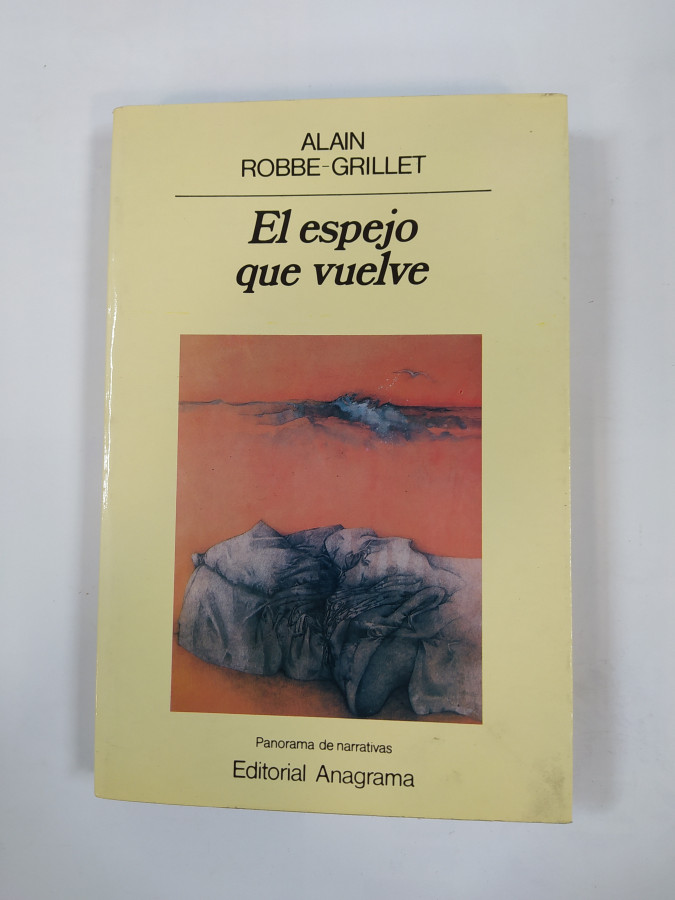 ALAIN
ROBBE-GRILLET
El espejo
que vuelve
Panorama de narrativas
Editorial Anagrama